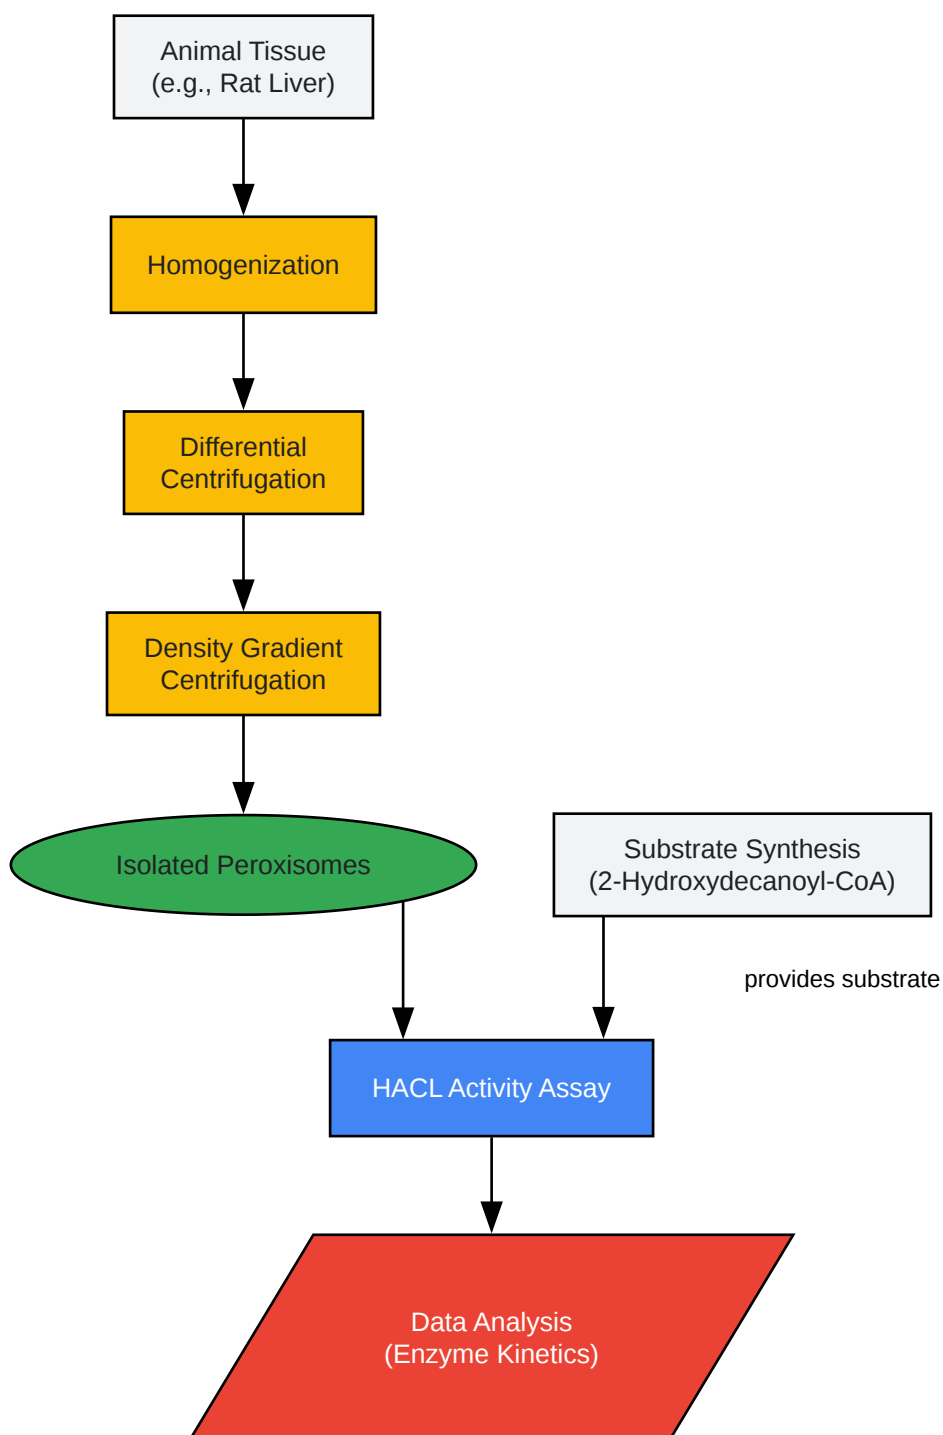 Animal Tissue
(e.g., Rat Liver)
Homogenization
Differential
Centrifugation
Density Gradient
Centrifugation
Isolated Peroxisomes
Substrate Synthesis
(2-Hydroxydecanoyl-CoA)
provides substrate
HACL Activity Assay
Data Analysis
(Enzyme Kinetics)